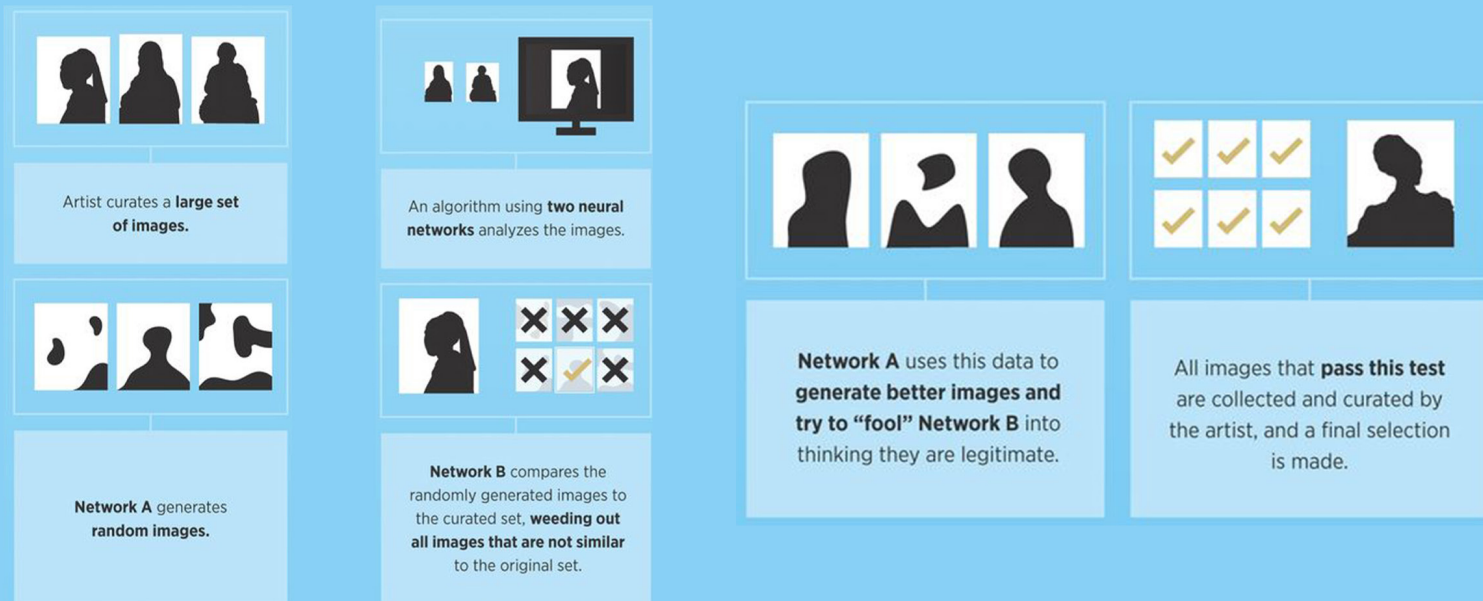 Artist curates a large set
of images.
An algorithm using two neural
networks analyzes the images.
Network A generates
random images.
Network B compares the
randomly generated images to
the curated set, weeding out
all images that are not similar
to the original set.
Network A uses this data to
generate better images and
try to “fool” Network B into
thinking they are legitimate.
All images that pass this test
are collected and curated by
the artist, and a final selection
is made.